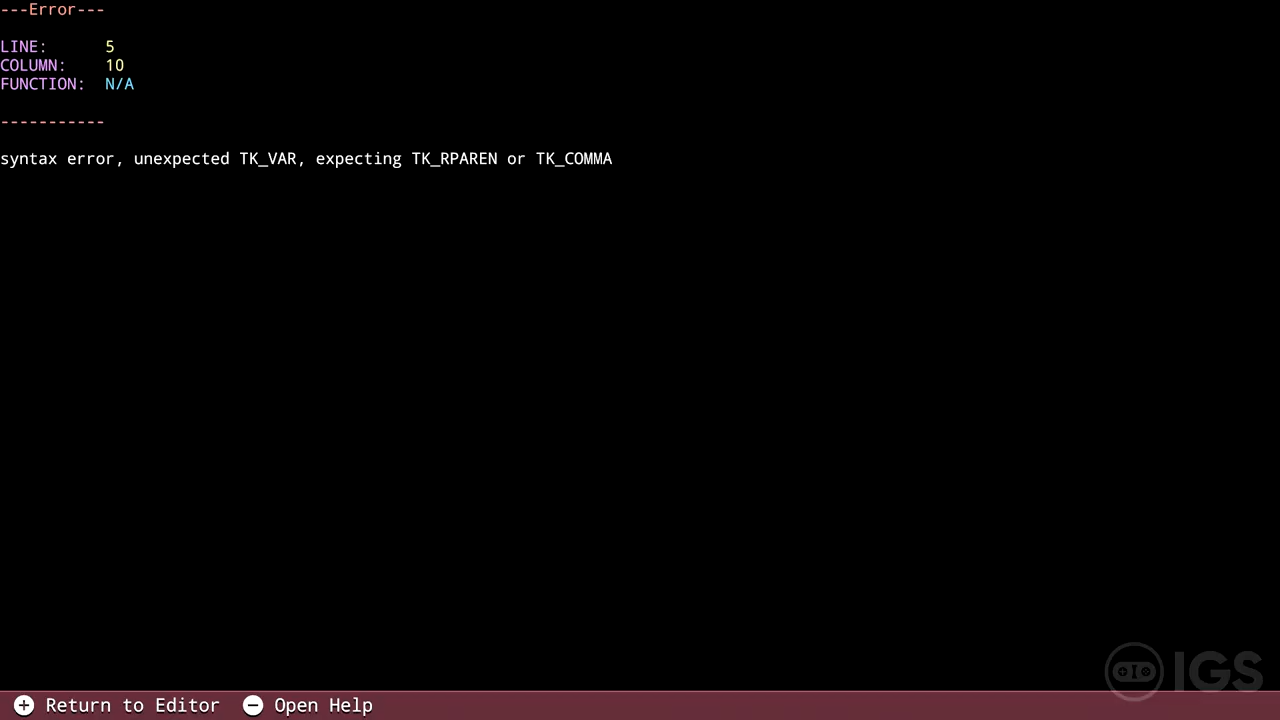 ---Error---
LINE: 5
COLUMN: 10
FUNCTION: N/A
-----------
syntax error, unexpected TK_VAR, expecting TK_RPAREN or TK_COMMA
IGS
Return to Editor Open Help